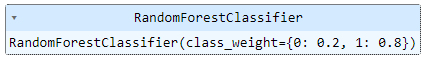 RandomForestClassifier
RandomForestClassifier(class_weight={0: 0.2, 1: 0.8})